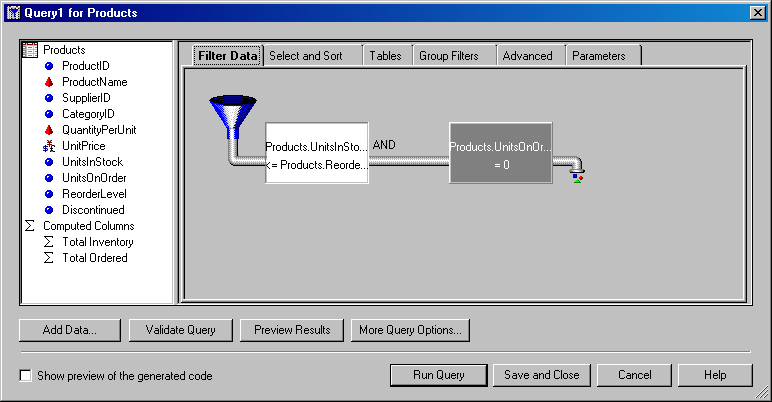 Query1 for Products
Products
ProductID
ProductName
SupplierID
CategoryID
QuantityPerUnit
UnitPrice
UnitsInStock
UnitsOnOrder
ReorderLevel
Discontinued
Computed Columns
Total Inventory
Total Ordered
Filter Data Select and Sort Tables Group Filters Advanced Parameters
Products.UnitsInSto...
<= Products.Reorde...
AND
Products.UnitsOnOr...
= 0
Add Data... Validate Query Preview Results More Query Options...
Show preview of the generated code
Run Query Save and Close Cancel Help